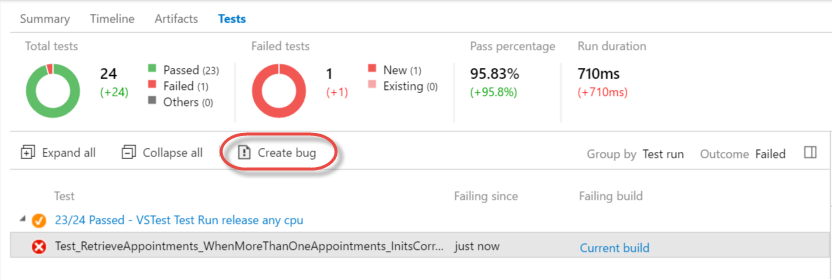 Summary Timeline Artifacts Tests
Total tests Failed tests Pass percentage Run duration
24
(+24)
Passed (23)
Failed (1)
Others (0)
1
(+1)
New (1)
Existing (0)
95.83%
(+95.8%)
710ms
(+710ms)
Expand all Collapse all Create bug Group by Test run Outcome Failed
Test Failing since Failing build
23/24 Passed - VSTest Test Run release any cpu
Test_RetrieveAppointments_WhenMoreThanOneAppointments_InitsCorr... just now Current build